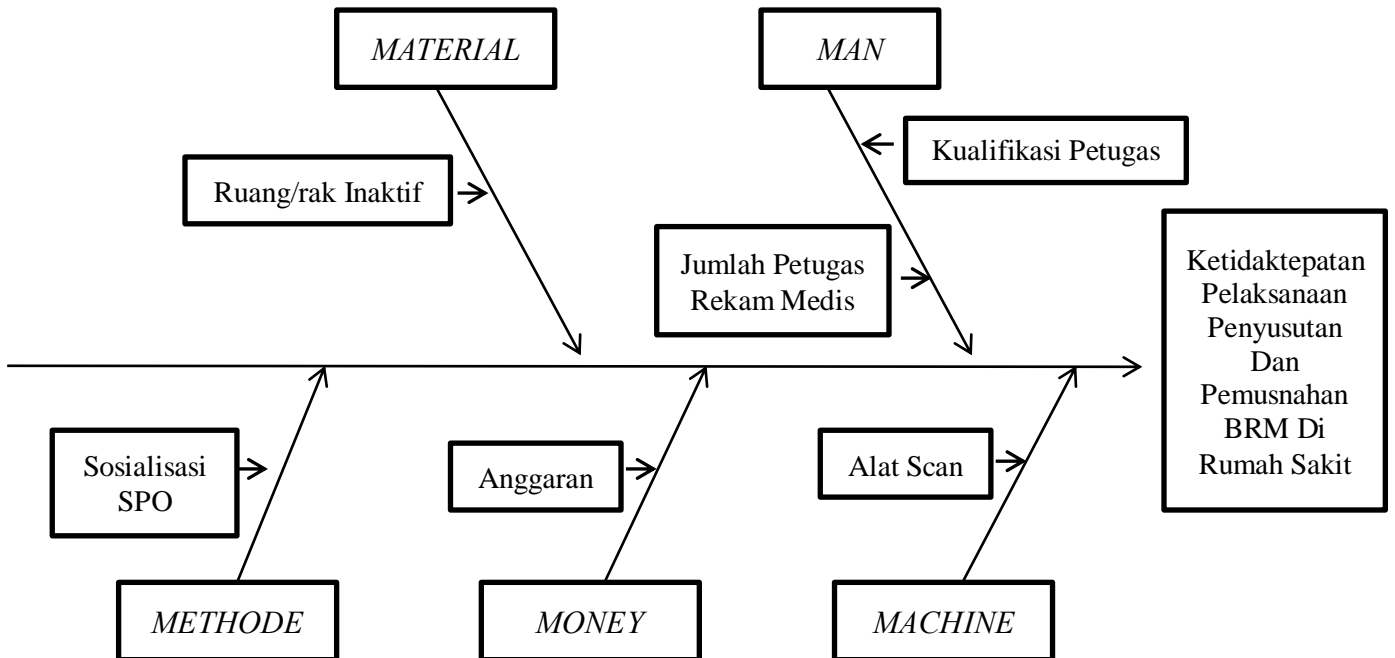 MATERIAL
MAN
Kualifikasi Petugas
Ruang/rak Inaktif
Jumlah Petugas
Rekam Medis
Ketidaktepatan
Pelaksanaan
Penyusutan
Dan
Pemusnahan
BRM Di
Rumah Sakit
Sosialisasi
SPO
Anggaran
Alat Scan
METHODE
MONEY
MACHINE